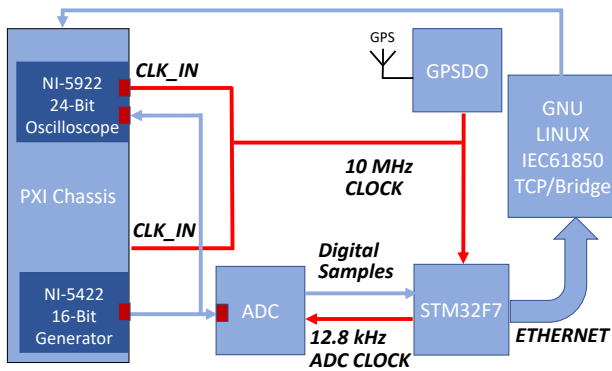 NI-5922
24-Bit
Oscilloscope
PXI Chassis
NI-5422
16-Bit
Generator
CLK_IN
CLK_IN
GPS
GPSDO
10 MHz
CLOCK
GNU
LINUX
IEC61850
TCP/Bridge
Digital
Samples
ADC
STM32F7
12.8 kHz
ADC CLOCK
ETHERNET